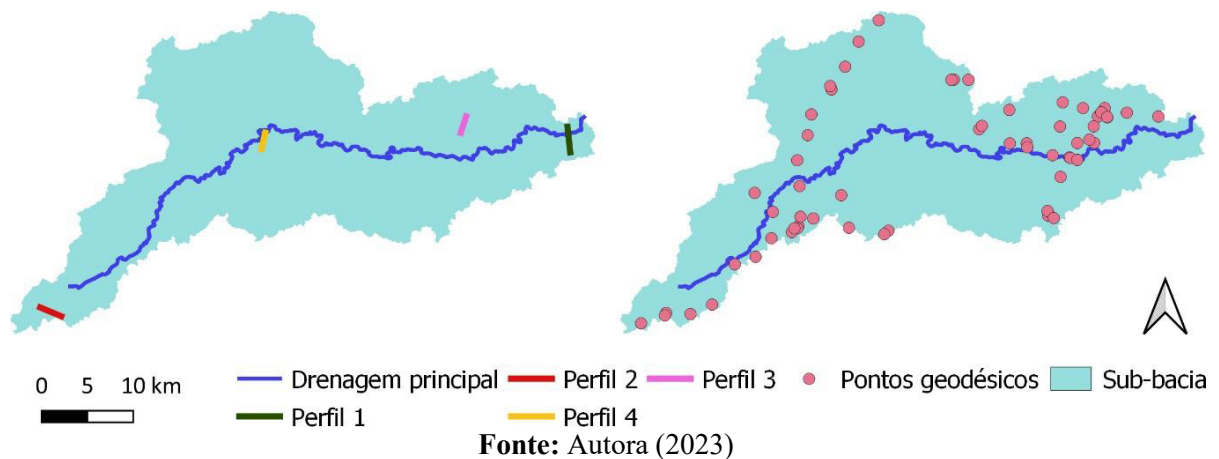 0 5 10 km
Drenagem principal Perfil 2 Perfil 3 Pontos geodésicos Sub-bacia
Perfil 1 Perfil 4
Fonte: Autora (2023)